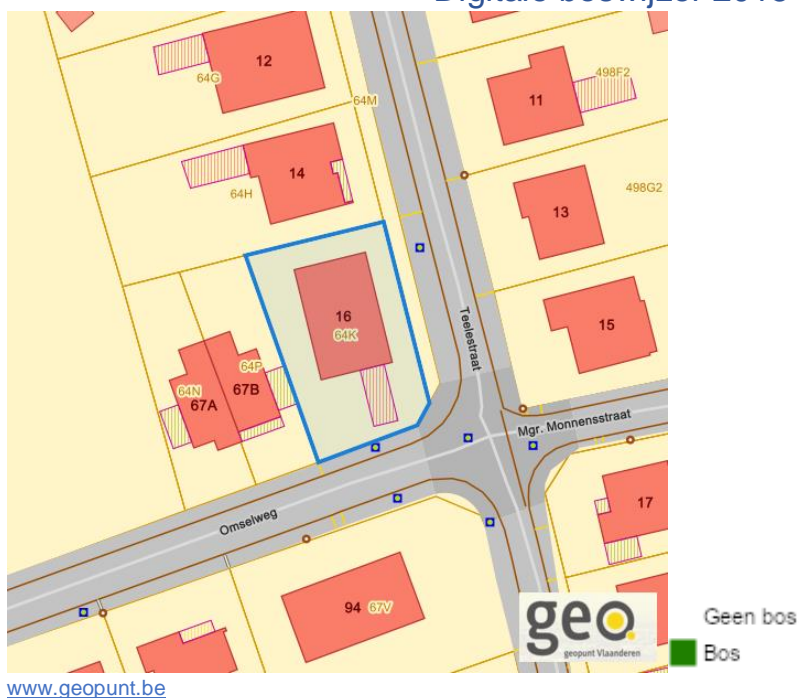 12
64G
64M
11
498F2
14
64H
13
498G2
16
64K
Teelestraat
15
64P
64N
67B
67A
Mgr. Monnensstraat
Omselweg
17
94 67V
geo
geopunt Vlaanderen
Geen bos
Bos
www.geopunt.be